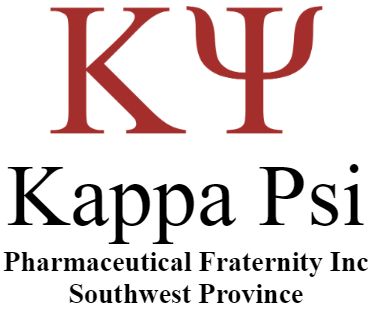 ΚΨ
Kappa Psi
Pharmaceutical Fraternity Inc
Southwest Province